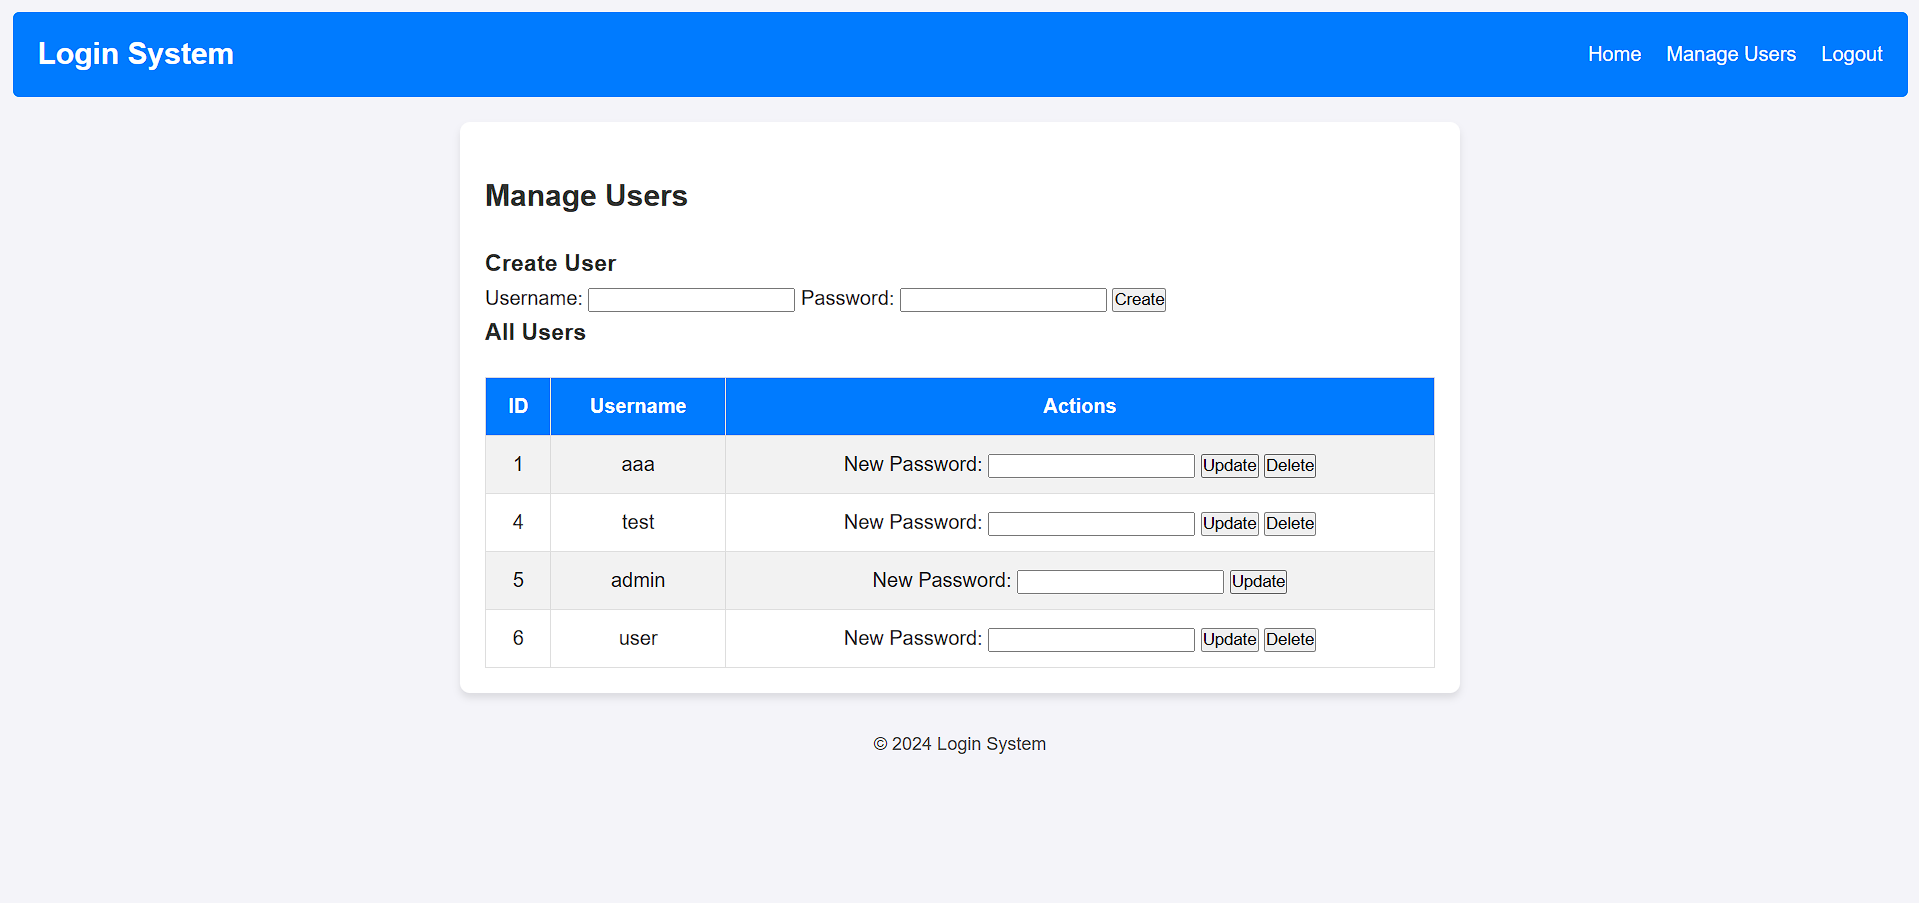 Login System Home Manage Users Logout
Manage Users
Create User
Username: Password: Create
All Users
ID Username Actions
1 aaa New Password: Update Delete
4 test New Password: Update Delete
5 admin New Password: Update
6 user New Password: Update Delete
© 2024 Login System